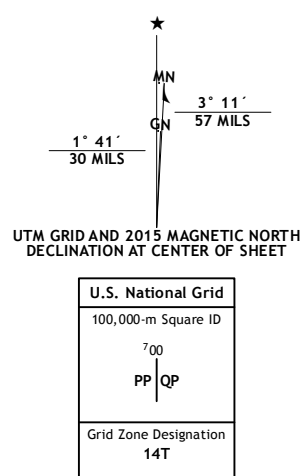 ★
MN
GN
3° 11´
57 MILS
1° 41´
30 MILS
UTM GRID AND 2015 MAGNETIC NORTH
DECLINATION AT CENTER OF SHEET
U.S. National Grid
100,000-m Square ID
⁷00
PP QP
Grid Zone Designation
14T